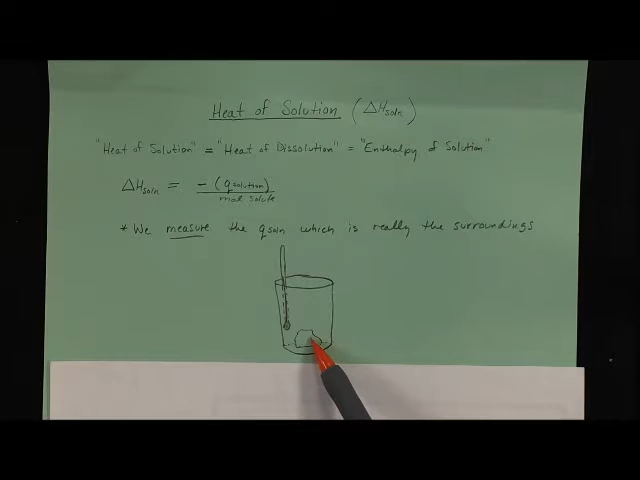 Heat of Solution (ΔHsoln)
"Heat of Solution" = "Heat of Dissolution" = "Enthalpy of Solution"
ΔHsoln = -(qsolution)
mol solute
* We measure the qsoln which is really the surroundings